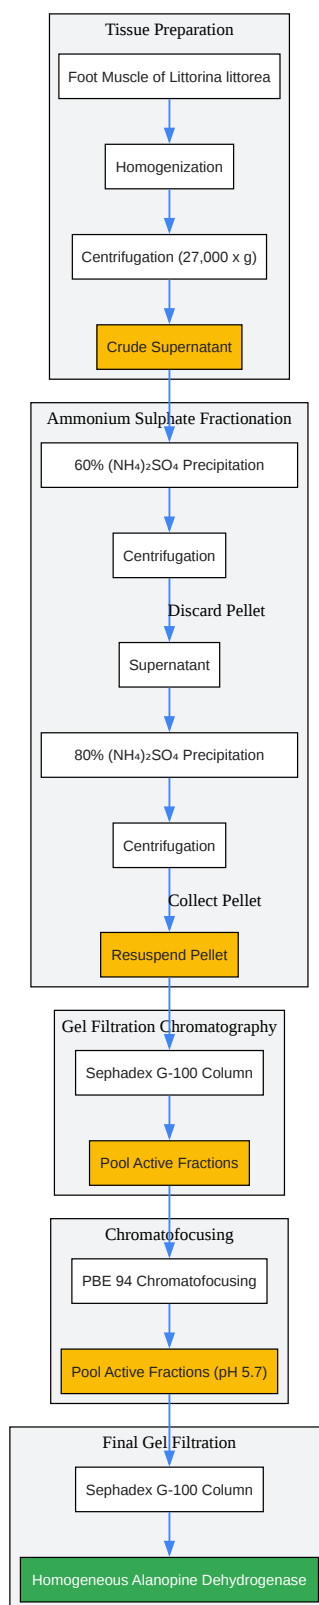 Tissue Preparation
Foot Muscle of Littorina littorea
Homogenization
Centrifugation (27,000 x g)
Crude Supernatant
Ammonium Sulphate Fractionation
60% (NH₄)₂SO₄ Precipitation
Centrifugation
Discard Pellet
Supernatant
80% (NH₄)₂SO₄ Precipitation
Centrifugation
Collect Pellet
Resuspend Pellet
Gel Filtration Chromatography
Sephadex G-100 Column
Pool Active Fractions
Chromatofocusing
PBE 94 Chromatofocusing
Pool Active Fractions (pH 5.7)
Final Gel Filtration
Sephadex G-100 Column
Homogeneous Alanopine Dehydrogenase